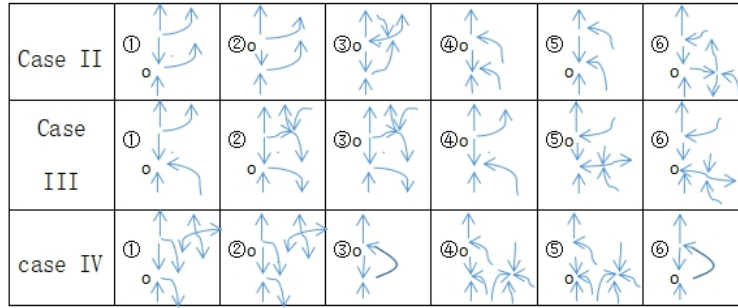 Case II ① o ②o ③o ④o ⑤ o ⑥ o
Case III ① o ② o ③o ④o ⑤o ⑥ o
case IV ① o ②o ③o ④o ⑤ o ⑥ o